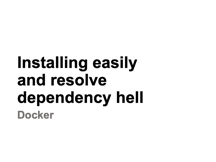 Installing easily
and resolve
dependency hell
Docker